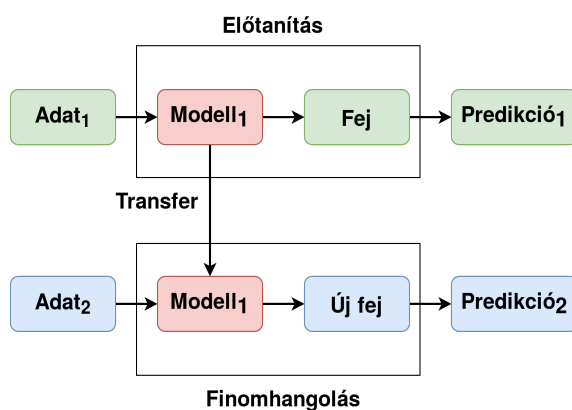 Előtanítás
Adat₁
Modell₁
Fej
Predikció₁
Transfer
Adat₂
Modell₁
Új fej
Predikció₂
Finomhangolás